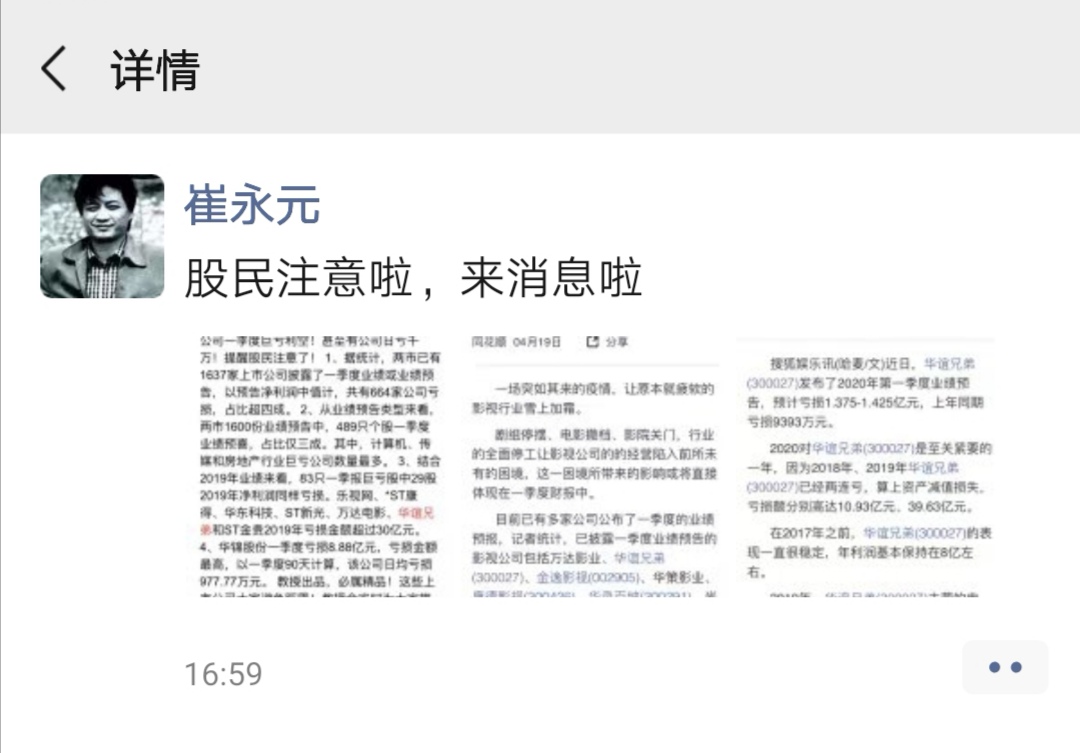 详情
崔永元
股民注意啦，来消息啦
公司一季度巨亏利空！甚至有公司日亏千
万！提醒股民注意了！1、据统计，两市已有
1637家上市公司披露了一季度业绩或业绩预
告，以预告净利润中值计，共有664家公司亏
损，占比超四成。2、从业绩预告类型来看，
两市1600份业绩预告中，489只个股一季度
业绩预喜，占比仅三成。其中，计算机、传
媒和房地产行业巨亏公司数量最多。3、结合
2019年业绩来看，83只一季报巨亏股中29股
2019年净利润同样亏损。乐视网、*ST康
得、华东科技、ST新光、万达电影、华谊兄
弟和ST金贵2019年亏损金额超过30亿元。
4、华锦股份一季度亏损8.88亿元，亏损金额
最高，以一季度90天计算，该公司日均亏损
977.77万元。教授出品，必属精品！这些上
同花顺 04月19日 分享
一场突如其来的疫情，让原本就疲软的
影视行业雪上加霜。
剧组停摆、电影撤档、影院关门，行业
的全面停工让影视公司的的经营陷入前所未
有的困境，这一困境所带来的影响或将直接
体现在一季度财报中。
目前已有多家公司公布了一季度的业绩
预报，记者统计，已披露一季度业绩预告的
影视公司包括万达影业、华谊兄弟
(300027)、金逸影视(002905)、华策影业、
搜狐娱乐讯(哈麦/文)近日，华谊兄弟
(300027)发布了2020年第一季度业绩预
告，预计亏损1.375-1.425亿元，上年同期
亏损9393万元。
2020对华谊兄弟(300027)是至关紧要的
一年，因为2018年、2019年华谊兄弟
(300027)已经两连亏，算上资产减值损失，
亏损额分别高达10.93亿元、39.63亿元。
在2017年之前，华谊兄弟(300027)的表
现一直很稳定，年利润基本保持在8亿左
右。
16:59